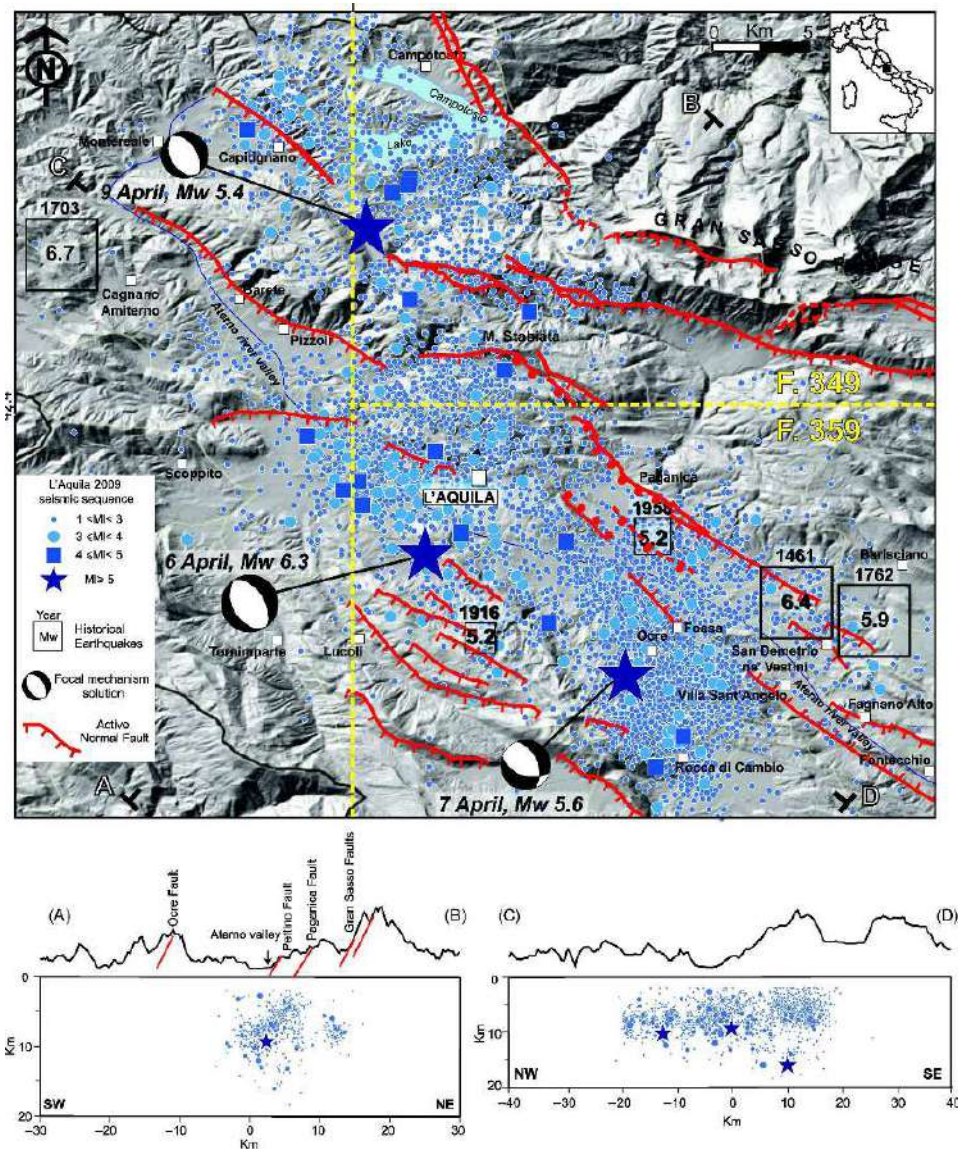 N
Campotosto
Campotosto
Lake
0 Km 5
B
Montereale
Capitignano
C
9 April, Mw 5.4
1703
6.7
GRAN SASSO RANGE
Cagnano
Amiterno
Barete
Aterno river valley
Pizzoli
M. Stabiata
F. 349
F. 359
42.4
Scoppito
L'AQUILA
Paganica
1958
5.2
L'Aquila 2009
seismic sequence
1 <Ml< 3
3 ≤Ml< 4
4 ≤Ml< 5
Ml> 5
Year
Mw
Historical
Earthquakes
Focal mechanism
solution
Active
Normal Fault
6 April, Mw 6.3
1461
6.4
Barisciano
1762
5.9
1916
5.2
Tornimparte
Lucoli
Ocre
Fossa
San Demetrio
ne' Vestini
Villa Sant'Angelo
Fagnano Alto
Aterno river valley
Fontecchio
Rocca di Cambio
7 April, Mw 5.6
A
D
(A)
Ocre Fault
Aterno valley
Pettino Fault
Paganica Fault
Gran Sasso Faults
(B)
(C)
(D)
0
10
20
Km
SW
NE
−30 −20 −10 0 10 20 30
Km
0
10
20
Km
NW
SE
−40 −30 −20 −10 0 10 20 30 40
Km